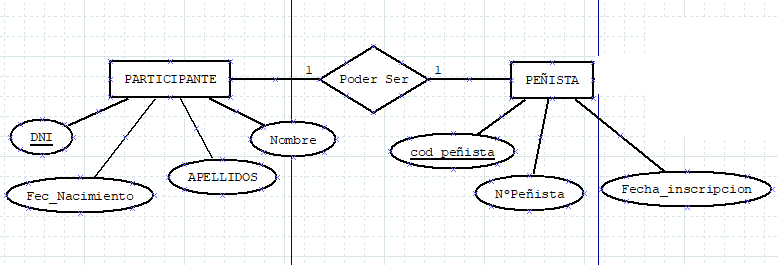 PARTICIPANTE
1
Poder Ser
1
PEÑISTA
DNI
Nombre
cod_peñista
APELLIDOS
Fec_Nacimiento
NºPeñista
Fecha_inscripcion